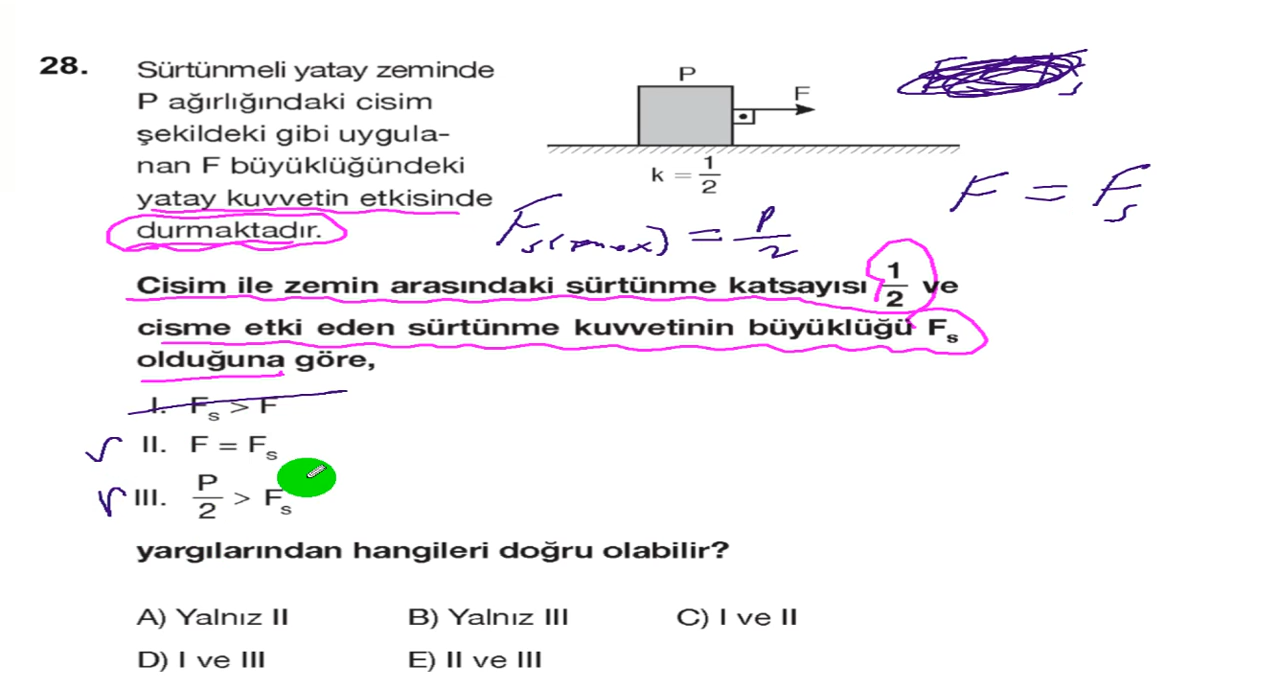 28. Sürtünmeli yatay zeminde
P ağırlığındaki cisim
şekildeki gibi uygula-
nan F büyüklüğündeki
yatay kuvvetin etkisinde
durmaktadır.
P
F
k = 1/2
F = Fs
Fs(max) = P/2
Cisim ile zemin arasındaki sürtünme katsayısı 1/2 ve
cisme etki eden sürtünme kuvvetinin büyüklüğü Fs
olduğuna göre,
I. Fs > F
II. F = Fs
III. P/2 > Fs
yargılarından hangileri doğru olabilir?
A) Yalnız II B) Yalnız III C) I ve II
D) I ve III E) II ve III